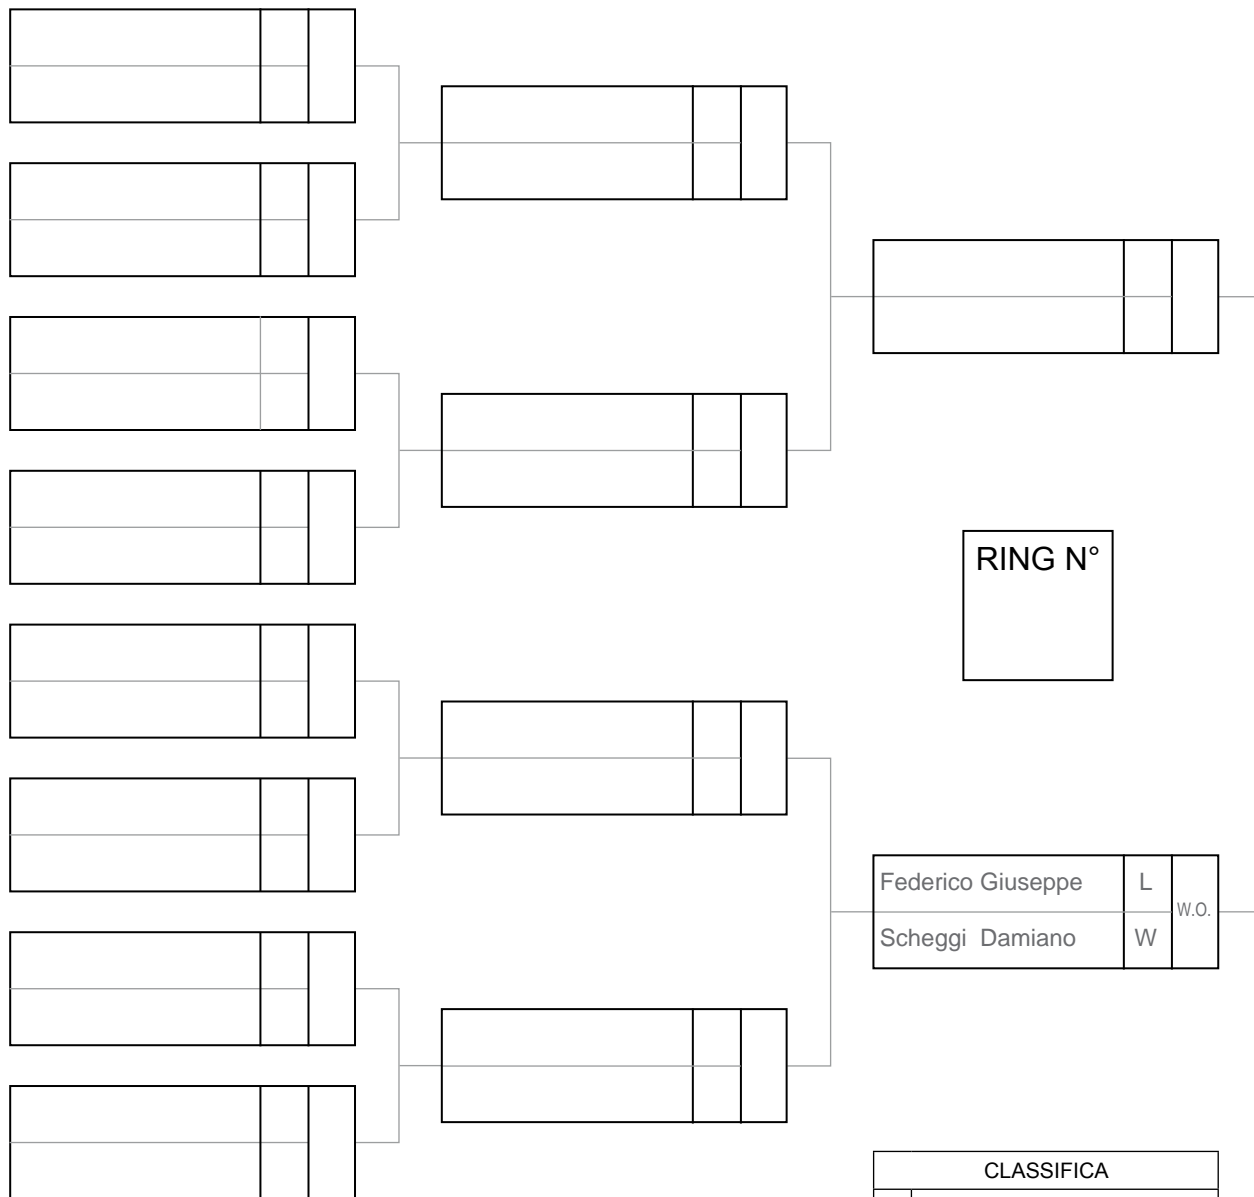 RING N°
Federico Giuseppe L
W.O.
Scheggi Damiano W
CLASSIFICA